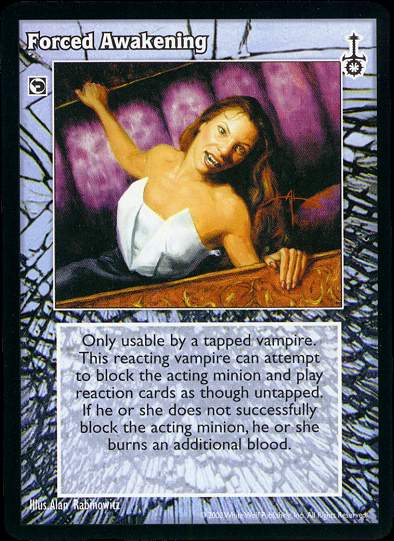 Forced Awakening
Only usable by a tapped vampire.
This reacting vampire can attempt
to block the acting minion and play
reaction cards as though untapped.
If he or she does not successfully
block the acting minion, he or she
burns an additional blood.
Illus: Alan Rabinowitz
©2000 White Wolf Publishing, Inc. All Rights Reserved.